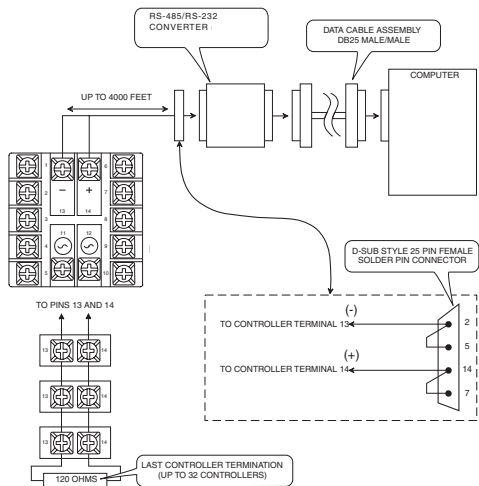 RS-485/RS-232
CONVERTER
DATA CABLE ASSEMBLY
DB25 MALE/MALE
COMPUTER
UP TO 4000 FEET
1
6
2
−
+
7
13
14
3
8
11
12
4
9
5
10
D-SUB STYLE 25 PIN FEMALE
SOLDER PIN CONNECTOR
TO PINS 13 AND 14
(-)
TO CONTROLLER TERMINAL 13
2
5
(+)
TO CONTROLLER TERMINAL 14
14
7
13
14
13
14
13
14
LAST CONTROLLER TERMINATION
(UP TO 32 CONTROLLERS)
120 OHMS